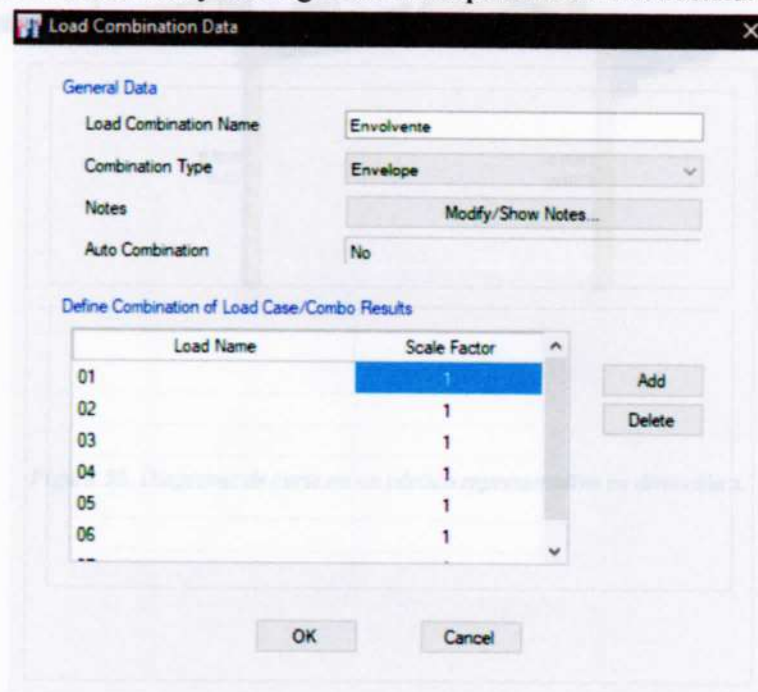 Load Combination Data
General Data
Load Combination Name Envolvente
Combination Type Envelope
Notes Modify/Show Notes...
Auto Combination No
Define Combination of Load Case/Combo Results
Load Name Scale Factor
01 1
02 1
03 1
04 1
05 1
06 1
Add
Delete
OK Cancel